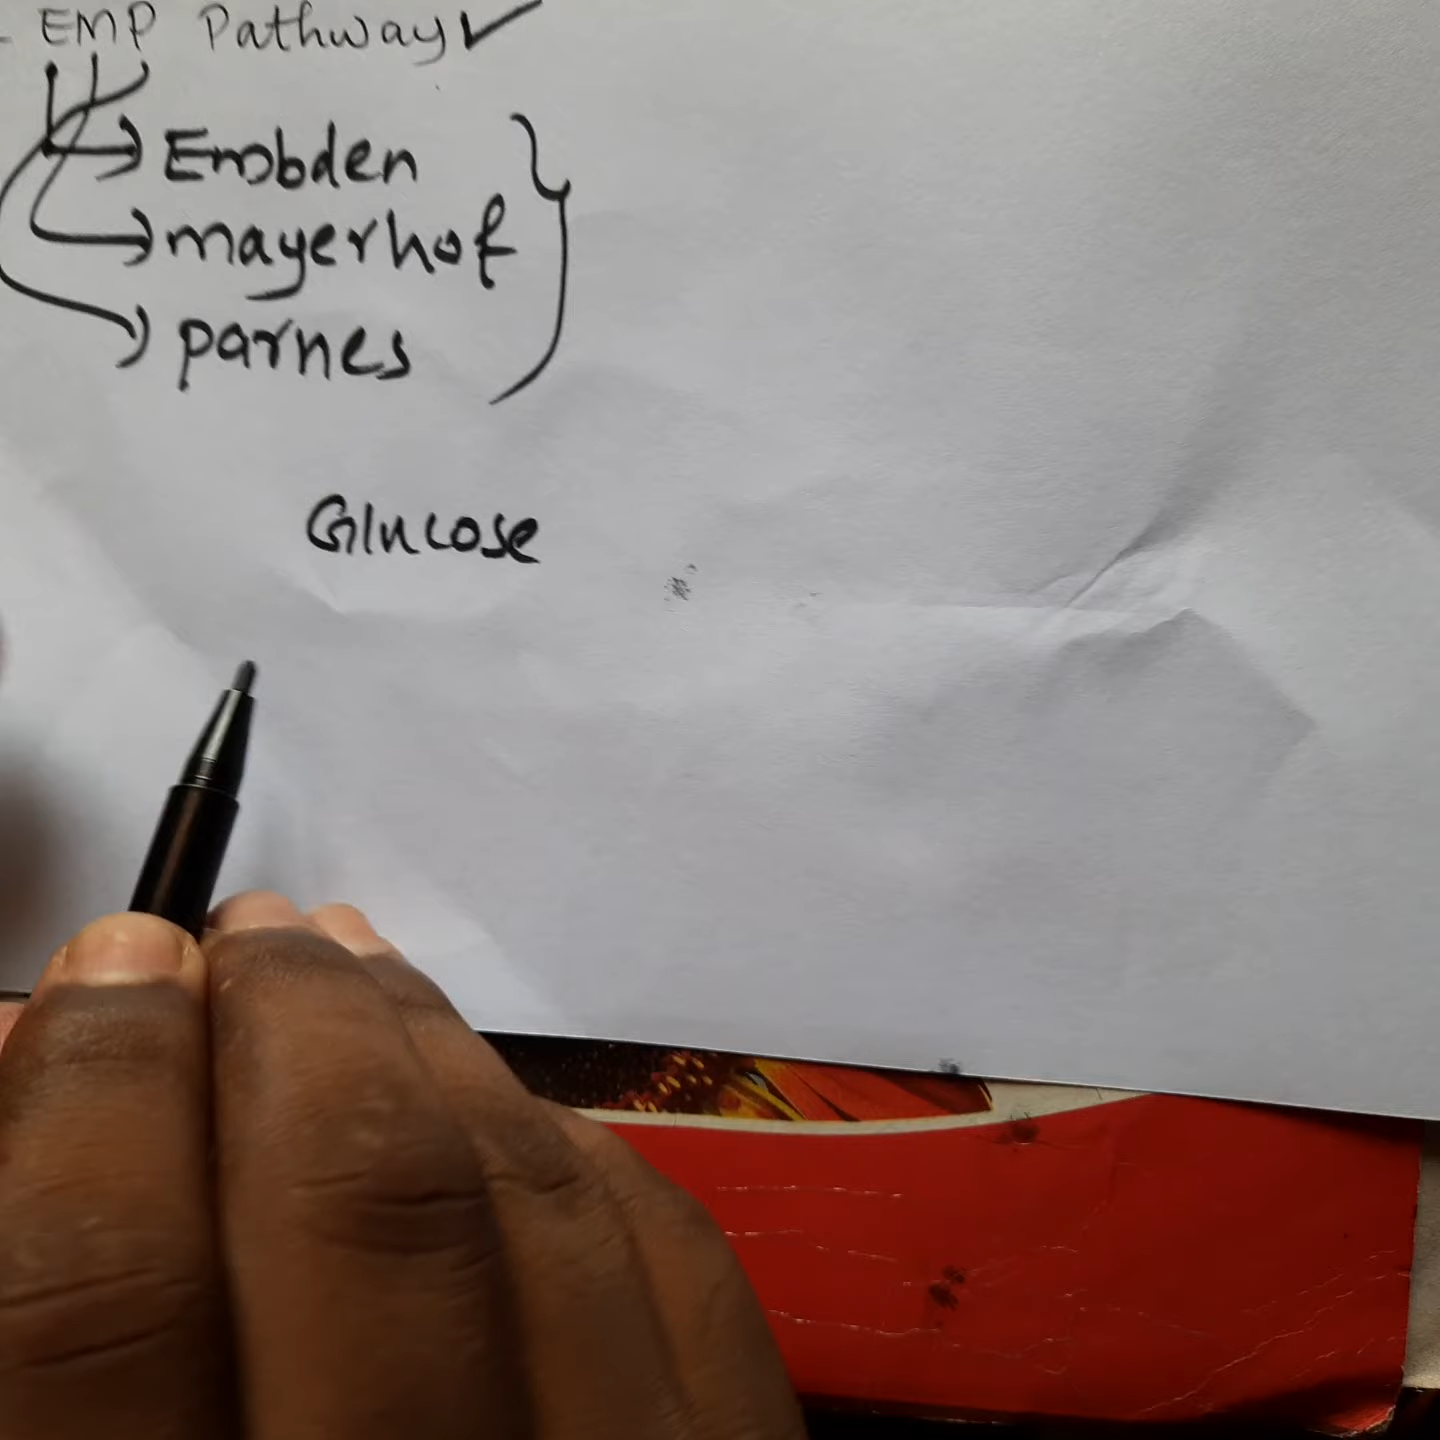 - EMP Pathway✓
Embden
mayerhof
parnes
Glucose